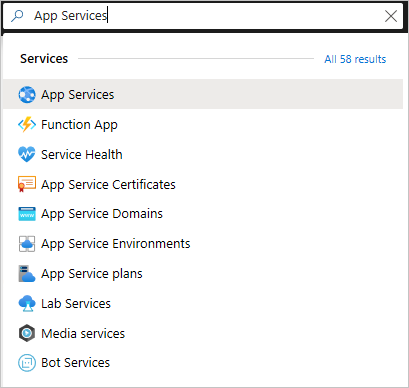 App Services
Services All 58 results
App Services
Function App
Service Health
App Service Certificates
App Service Domains
App Service Environments
App Service plans
Lab Services
Media services
Bot Services